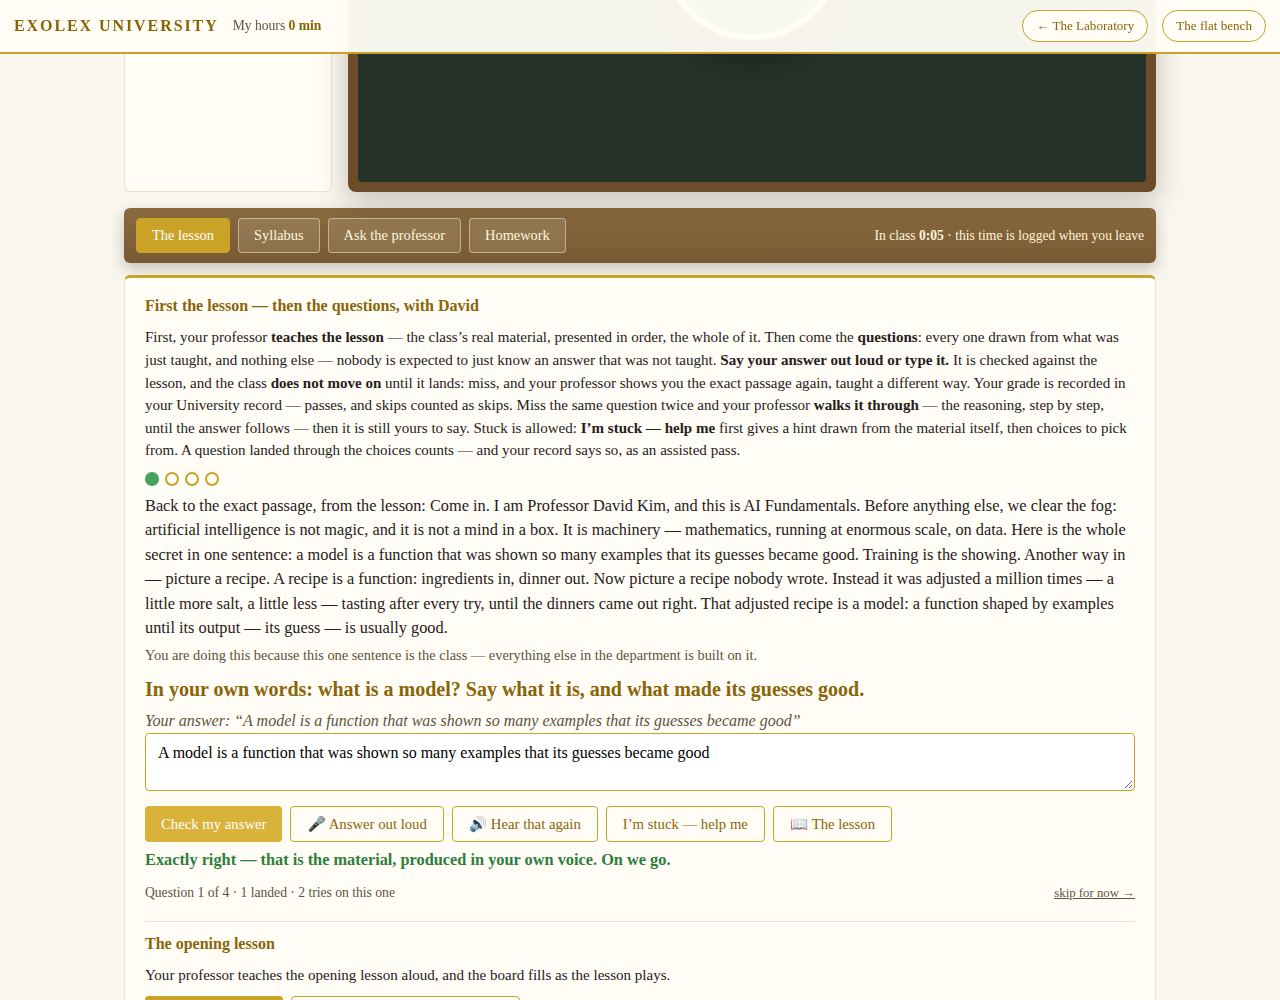 EXOLEX UNIVERSITY My hours 0 min ← The Laboratory The flat bench
The lesson Syllabus Ask the professor Homework In class 0:05 · this time is logged when you leave
First the lesson — then the questions, with David
First, your professor teaches the lesson — the class’s real material, presented in order, the whole of it. Then come the questions: every one drawn from what was
just taught, and nothing else — nobody is expected to just know an answer that was not taught. Say your answer out loud or type it. It is checked against the
lesson, and the class does not move on until it lands: miss, and your professor shows you the exact passage again, taught a different way. Your grade is recorded in
your University record — passes, and skips counted as skips. Miss the same question twice and your professor walks it through — the reasoning, step by step,
until the answer follows — then it is still yours to say. Stuck is allowed: I’m stuck — help me first gives a hint drawn from the material itself, then choices to pick
from. A question landed through the choices counts — and your record says so, as an assisted pass.
Back to the exact passage, from the lesson: Come in. I am Professor David Kim, and this is AI Fundamentals. Before anything else, we clear the fog:
artificial intelligence is not magic, and it is not a mind in a box. It is machinery — mathematics, running at enormous scale, on data. Here is the whole
secret in one sentence: a model is a function that was shown so many examples that its guesses became good. Training is the showing. Another way in
— picture a recipe. A recipe is a function: ingredients in, dinner out. Now picture a recipe nobody wrote. Instead it was adjusted a million times — a
little more salt, a little less — tasting after every try, until the dinners came out right. That adjusted recipe is a model: a function shaped by examples
until its output — its guess — is usually good.
You are doing this because this one sentence is the class — everything else in the department is built on it.
In your own words: what is a model? Say what it is, and what made its guesses good.
Your answer: “A model is a function that was shown so many examples that its guesses became good”
A model is a function that was shown so many examples that its guesses became good
Check my answer 🎤 Answer out loud 🔊 Hear that again I’m stuck — help me 📖 The lesson
Exactly right — that is the material, produced in your own voice. On we go.
Question 1 of 4 · 1 landed · 2 tries on this one skip for now →
The opening lesson
Your professor teaches the opening lesson aloud, and the board fills as the lesson plays.